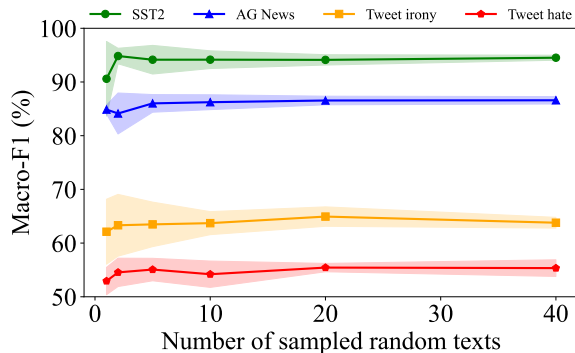 SST2 AG News Tweet irony Tweet hate
100
90
80
70
60
50
Macro-F1 (%)
0 10 20 30 40
Number of sampled random texts